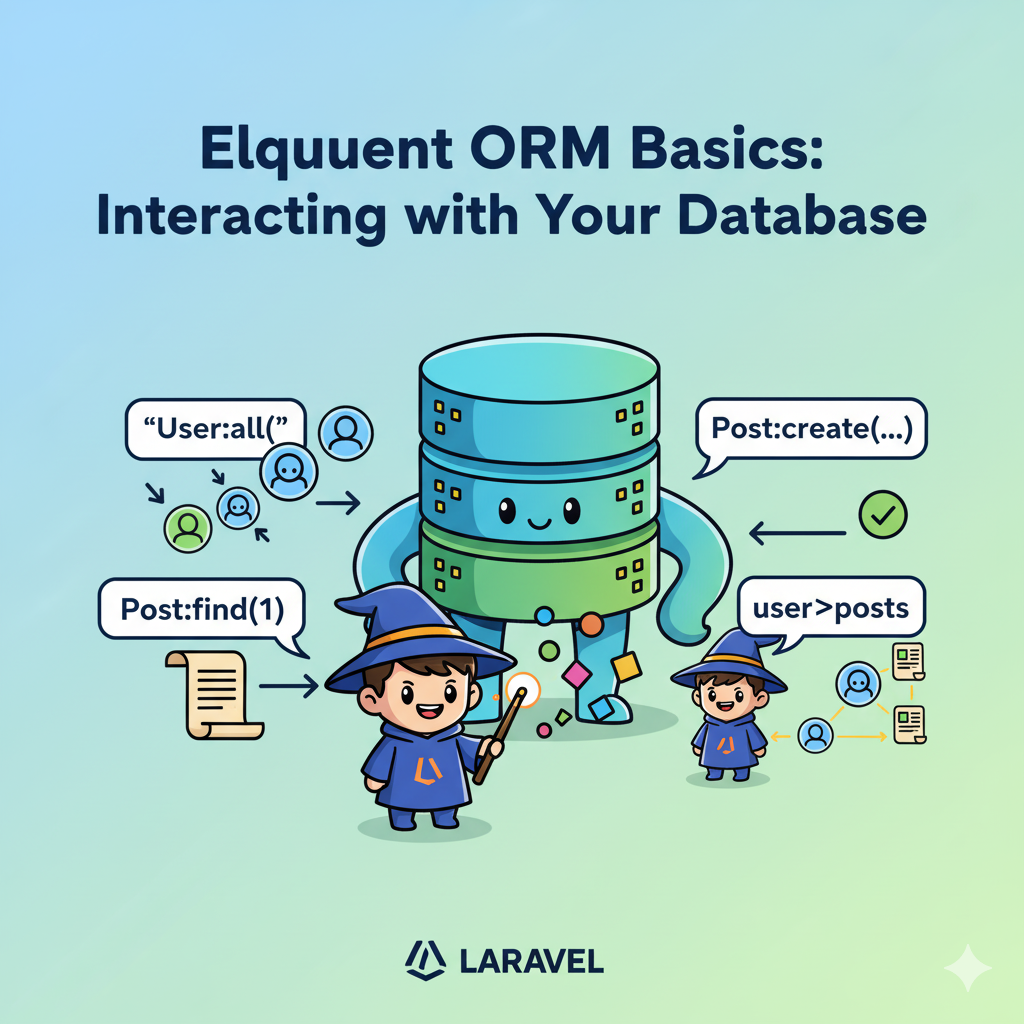 Elquuent ORM Basics:
Interacting with Your Database
“User:all(”
Post:create(...)
Post:find(1)
user>posts
LARAVEL